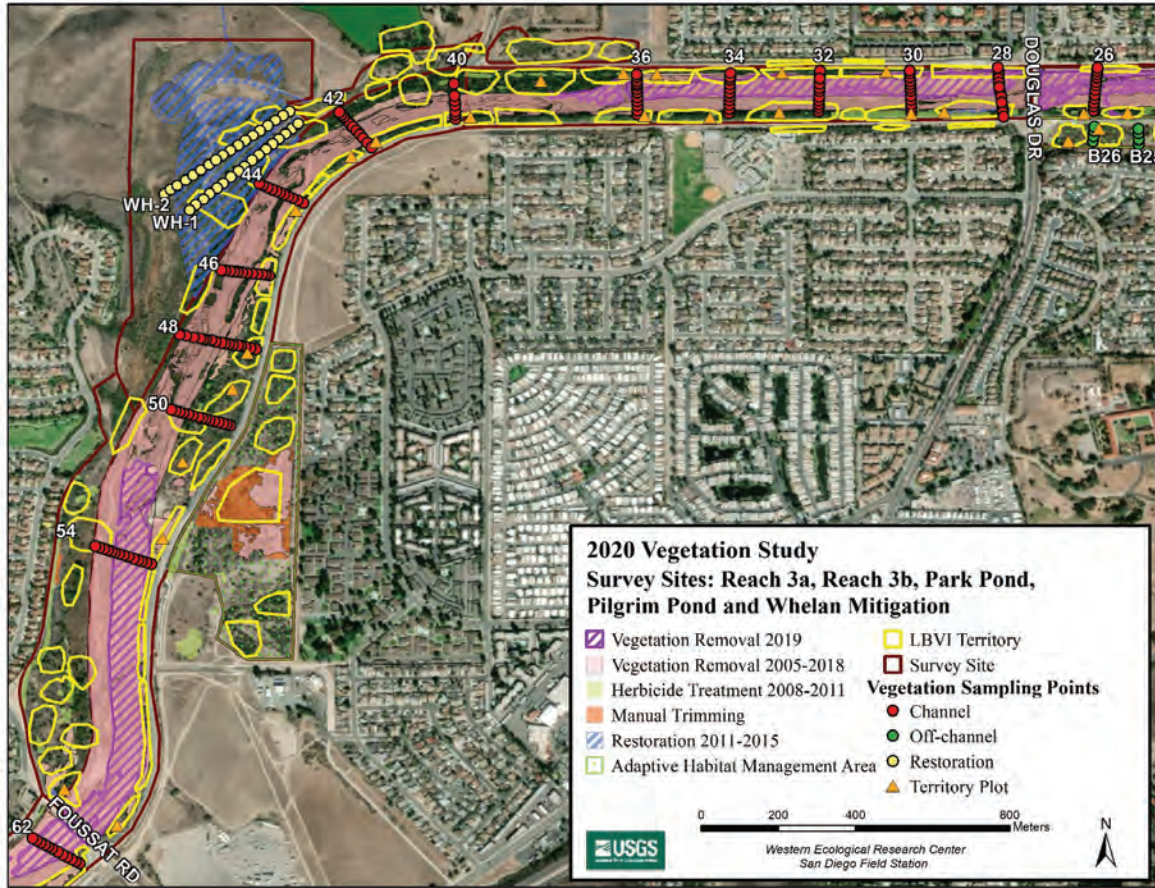 40
36
34
32
30
28
DOUGLAS DR
26
42
B26
B25
44
WH-2
WH-1
46
48
50
54
62
FOUSSAT RD
2020 Vegetation Study
Survey Sites: Reach 3a, Reach 3b, Park Pond,
Pilgrim Pond and Whelan Mitigation
Vegetation Removal 2019
Vegetation Removal 2005-2018
Herbicide Treatment 2008-2011
Manual Trimming
Restoration 2011-2015
Adaptive Habitat Management Area
LBVI Territory
Survey Site
Vegetation Sampling Points
Channel
Off-channel
Restoration
Territory Plot
0 200 400 600 800
Meters
N
USGS
Western Ecological Research Center
San Diego Field Station